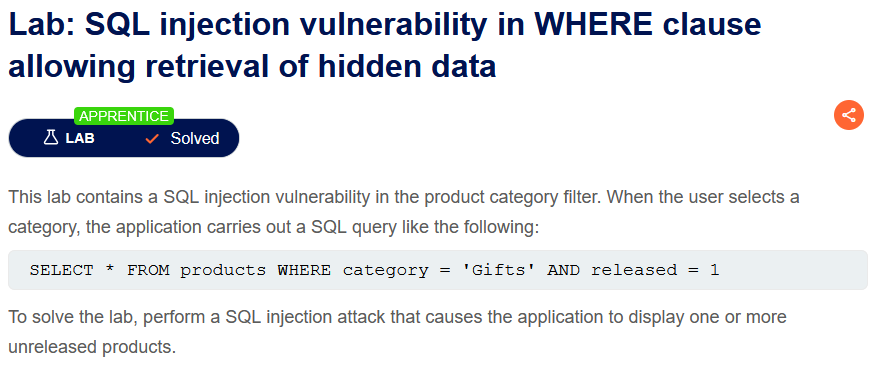 Lab: SQL injection vulnerability in WHERE clause
allowing retrieval of hidden data
APPRENTICE
LAB Solved
This lab contains a SQL injection vulnerability in the product category filter. When the user selects a
category, the application carries out a SQL query like the following:
SELECT * FROM products WHERE category = 'Gifts' AND released = 1
To solve the lab, perform a SQL injection attack that causes the application to display one or more
unreleased products.